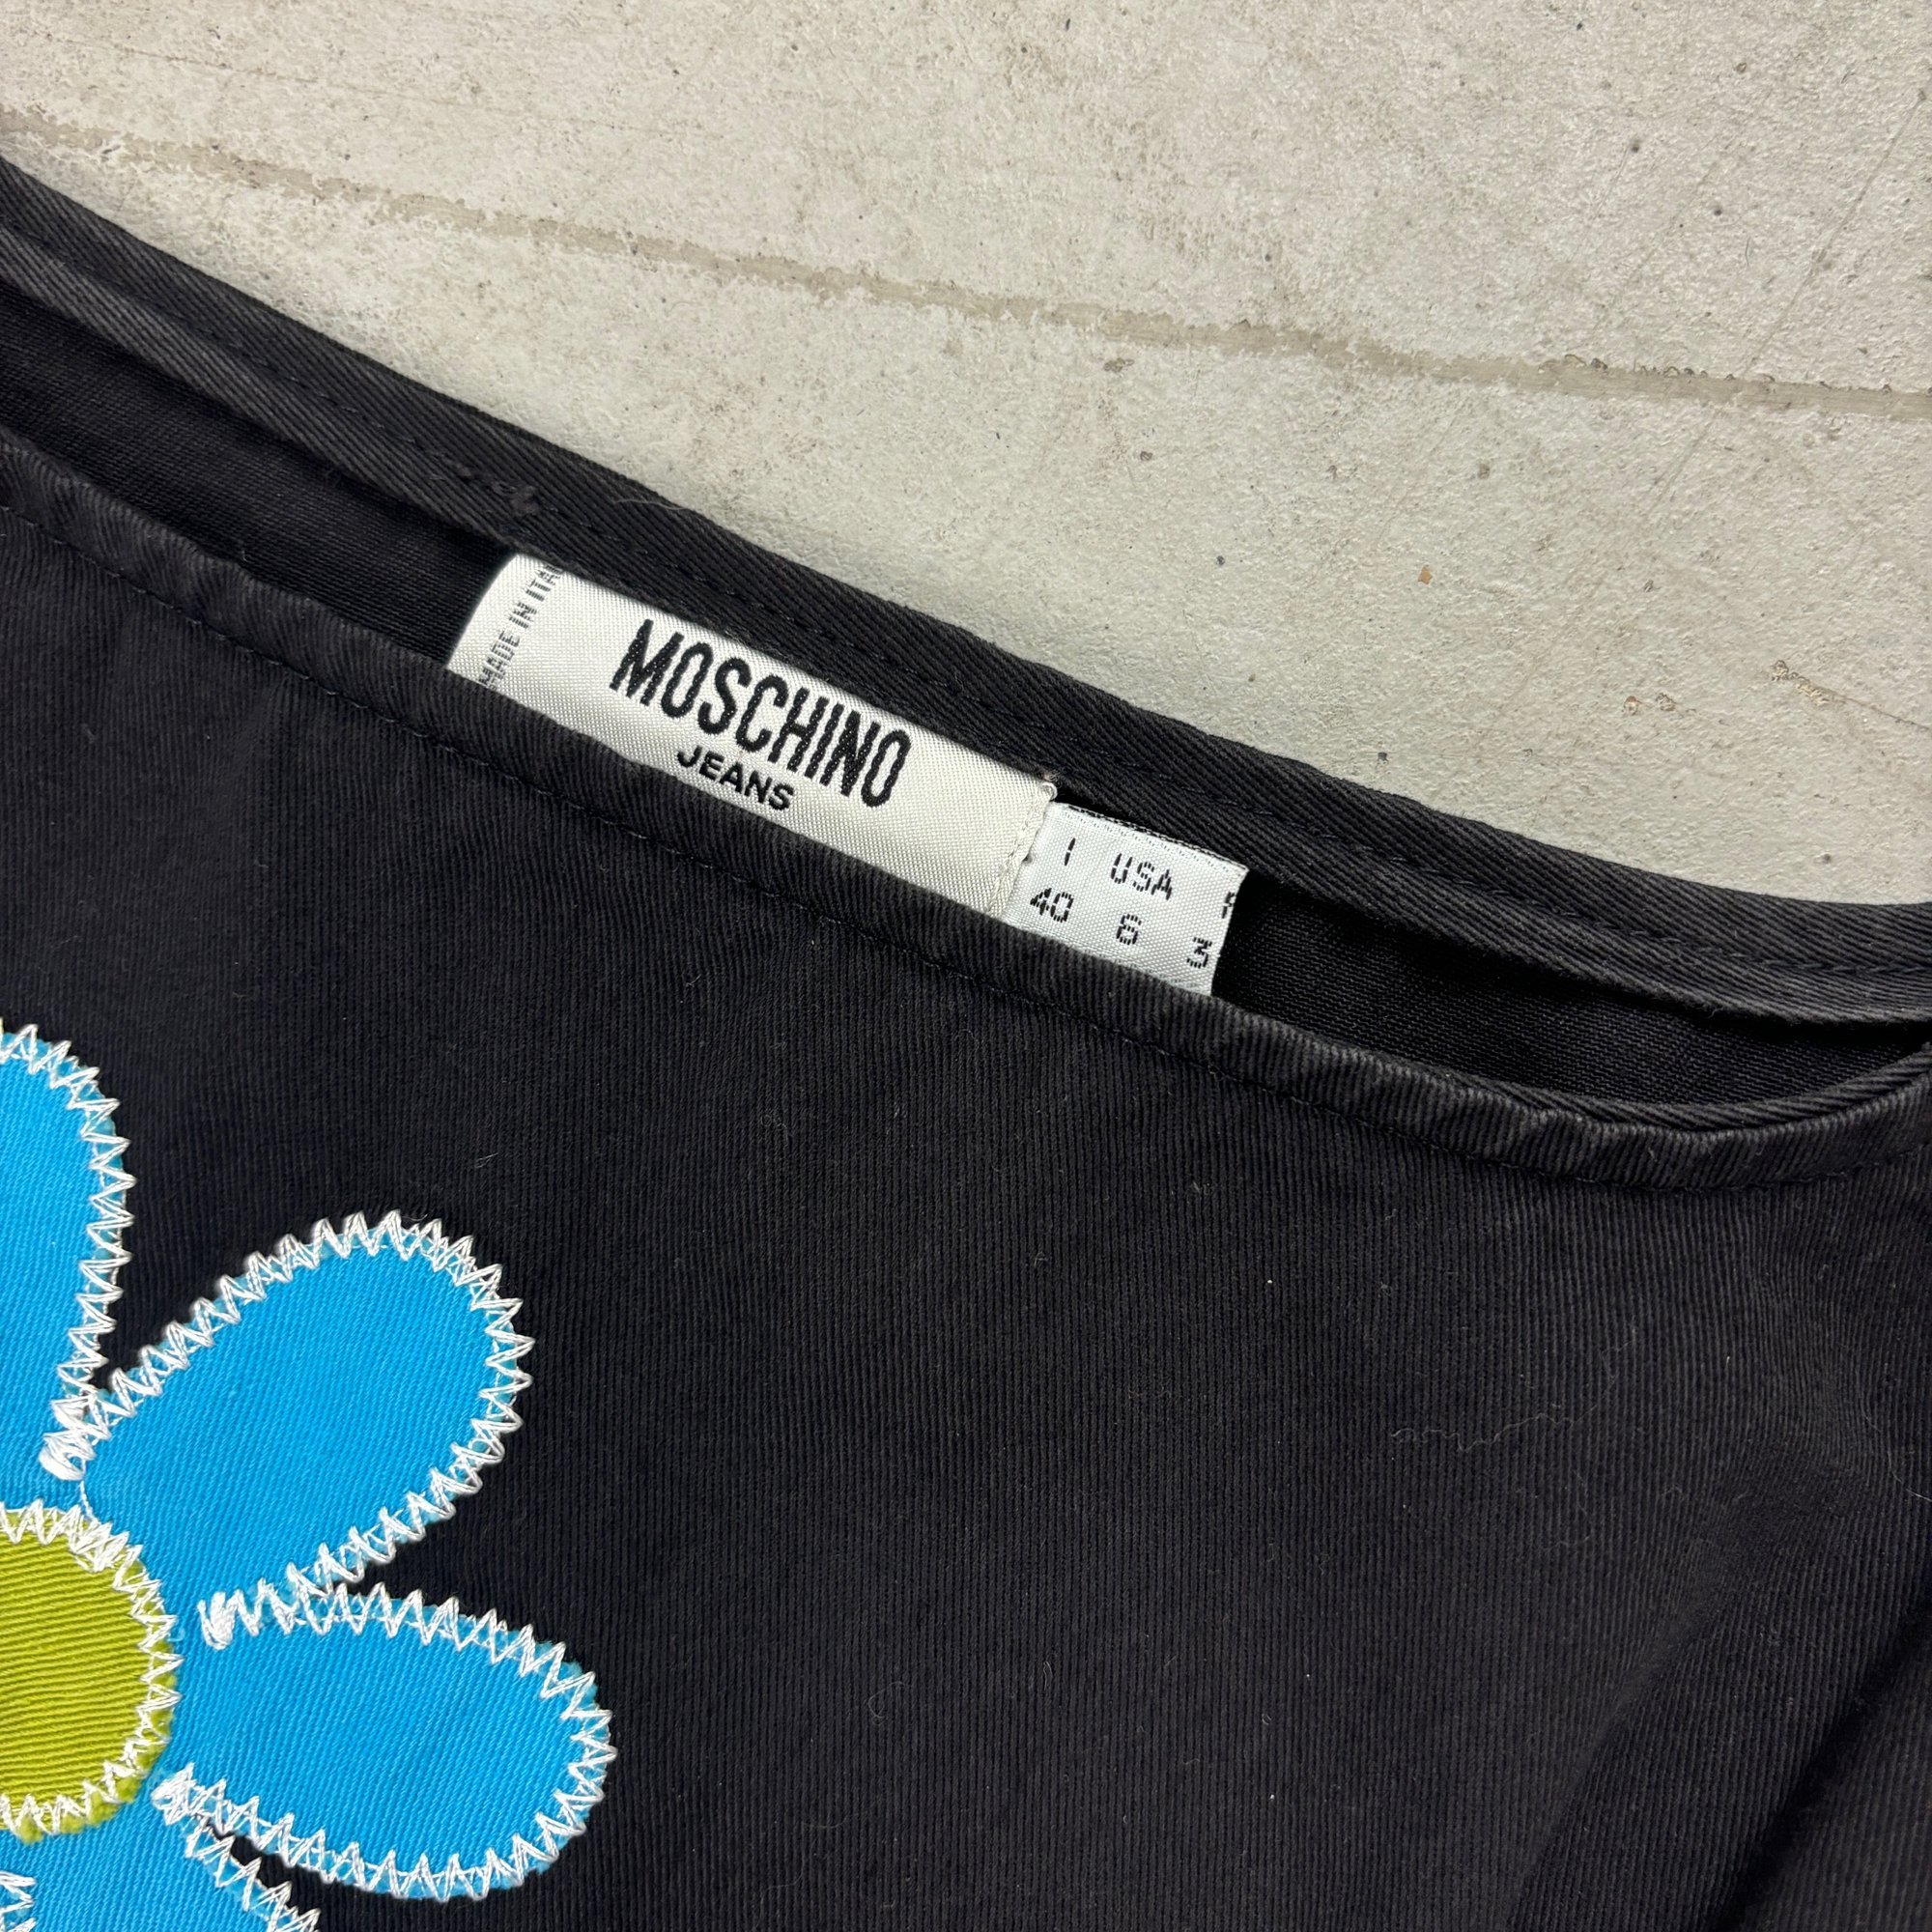 MADE IN ITA
MOSCHINO
JEANS
I USA
40 6 3